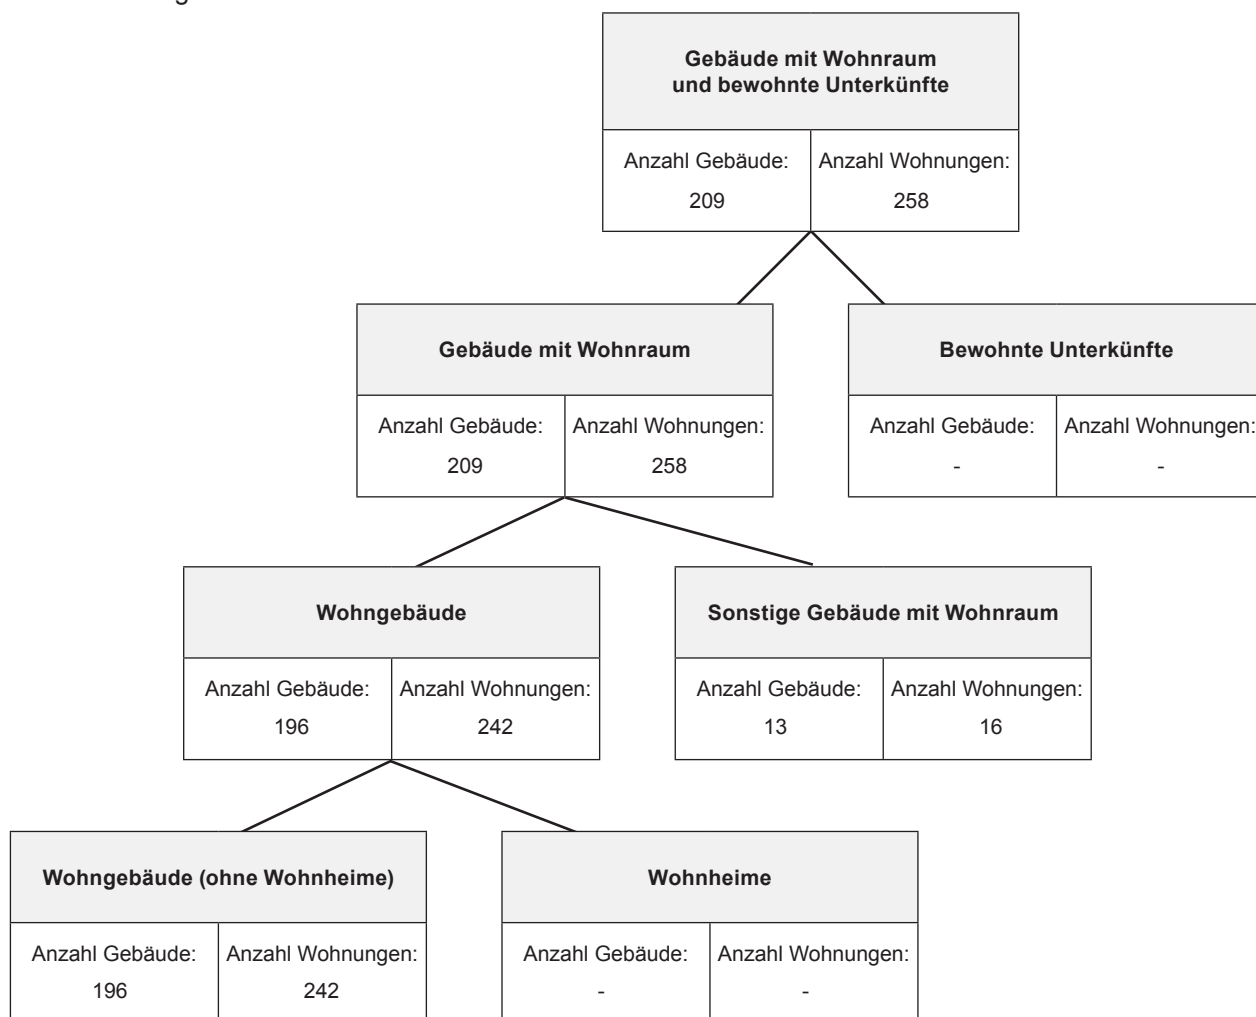 Gebäude mit Wohnraum
und bewohnte Unterkünfte
Anzahl Gebäude: Anzahl Wohnungen:
209 258
Gebäude mit Wohnraum
Anzahl Gebäude: Anzahl Wohnungen:
209 258
Bewohnte Unterkünfte
Anzahl Gebäude: Anzahl Wohnungen:
- -
Wohngebäude
Anzahl Gebäude: Anzahl Wohnungen:
196 242
Sonstige Gebäude mit Wohnraum
Anzahl Gebäude: Anzahl Wohnungen:
13 16
Wohngebäude (ohne Wohnheime)
Anzahl Gebäude: Anzahl Wohnungen:
196 242
Wohnheime
Anzahl Gebäude: Anzahl Wohnungen:
- -